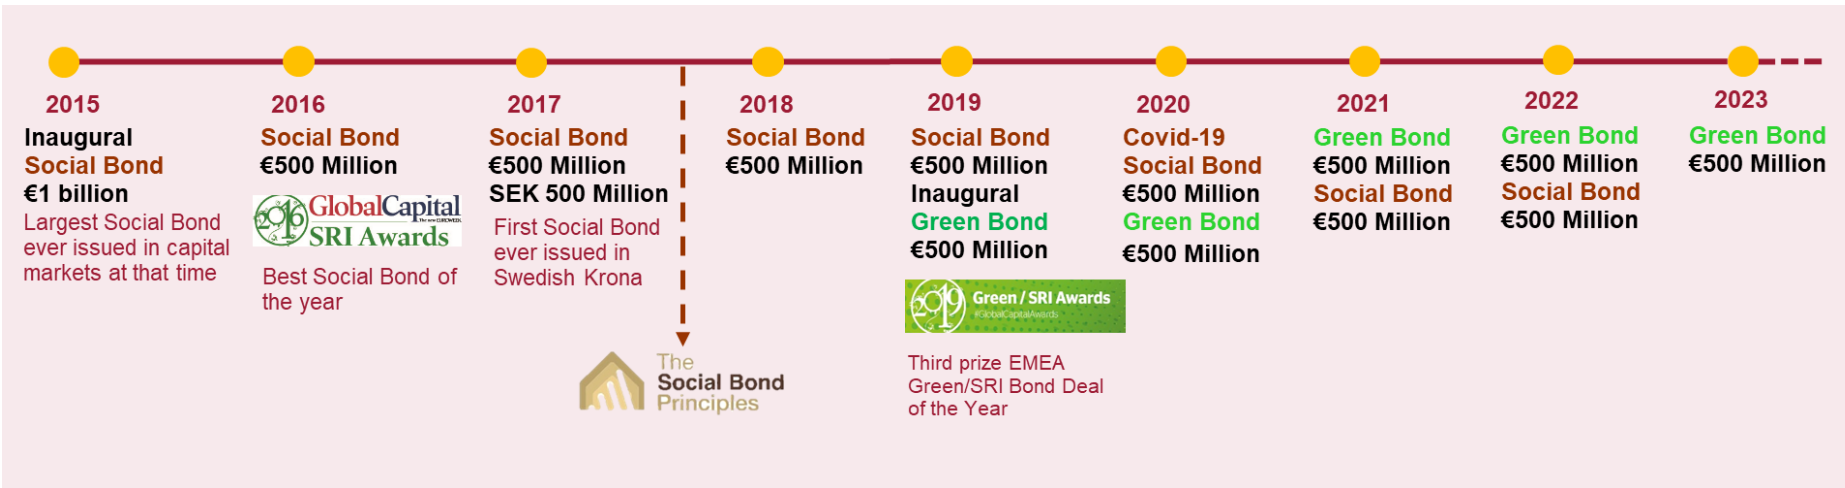 2015
Inaugural
Social Bond
€1 billion
Largest Social Bond
ever issued in capital
markets at that time
2016
Social Bond
€500 Million
2016
GlobalCapital
SRI Awards
Best Social Bond of
the year
2017
Social Bond
€500 Million
SEK 500 Million
First Social Bond
ever issued in
Swedish Krona
The
Social Bond
Principles
2018
Social Bond
€500 Million
2019
Social Bond
€500 Million
Inaugural
Green Bond
€500 Million
2019
Green / SRI Awards
#GlobalCapitalAwards
Third prize EMEA
Green/SRI Bond Deal
of the Year
2020
Covid-19
Social Bond
€500 Million
Green Bond
€500 Million
2021
Green Bond
€500 Million
Social Bond
€500 Million
2022
Green Bond
€500 Million
Social Bond
€500 Million
2023
Green Bond
€500 Million